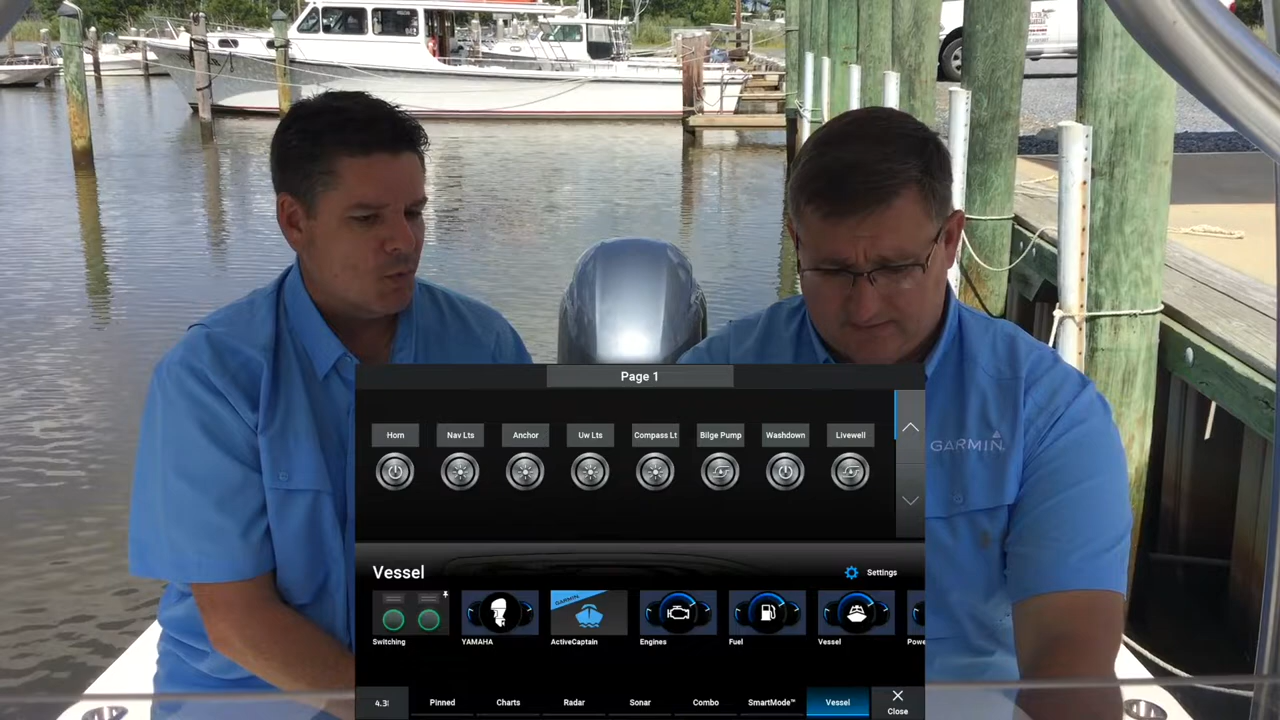 Page 1
Horn
Nav Lts
Anchor
Uw Lts
Compass Lt
Bilge Pump
Washdown
Livewell
GARMIN
Vessel
Settings
GARMIN
Switching
YAMAHA
ActiveCaptain
Engines
Fuel
Vessel
Powe
Pinned
Charts
Radar
Sonar
Combo
SmartMode™
Vessel
Close